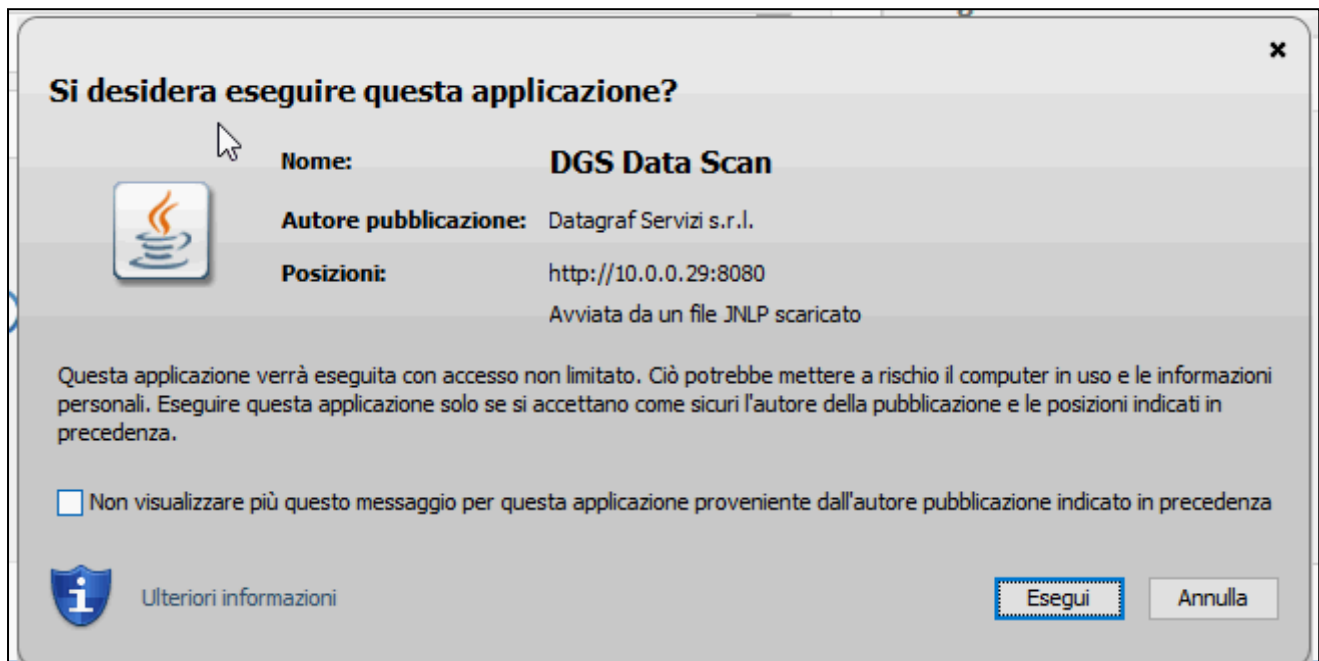 Si desidera eseguire questa applicazione?
Nome: DGS Data Scan
Autore pubblicazione: Datagraf Servizi s.r.l.
Posizioni: http://10.0.0.29:8080
Avviata da un file JNLP scaricato
Questa applicazione verrà eseguita con accesso non limitato. Ciò potrebbe mettere a rischio il computer in uso e le informazioni
personali. Eseguire questa applicazione solo se si accettano come sicuri l'autore della pubblicazione e le posizioni indicati in
precedenza.
Non visualizzare più questo messaggio per questa applicazione proveniente dall'autore pubblicazione indicato in precedenza
Ulteriori informazioni
Esegui Annulla